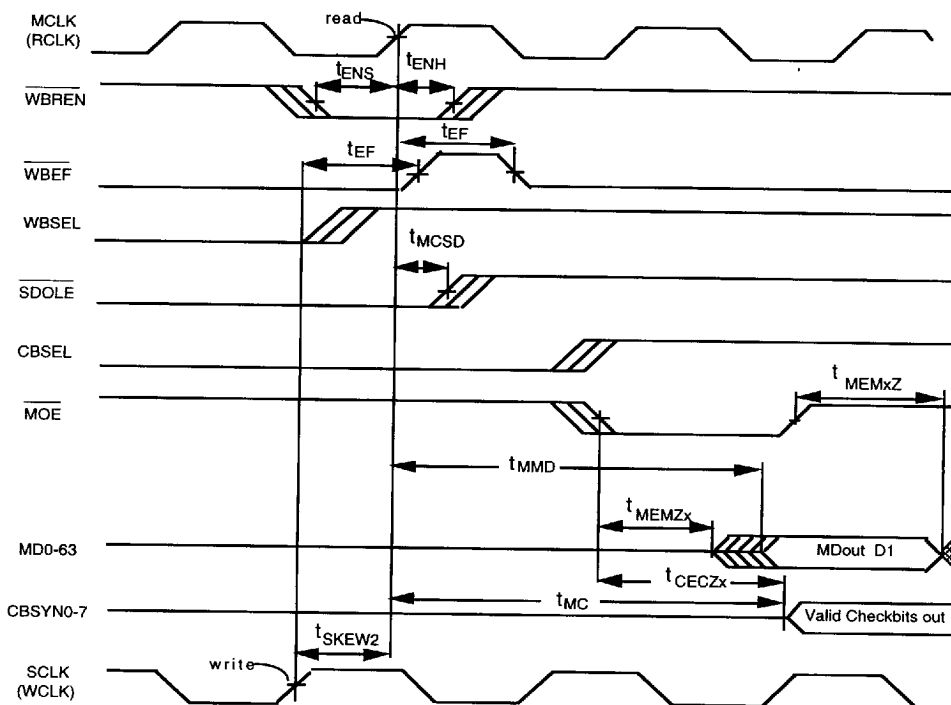 MCLK
(RCLK)
read
tENS
tENH
WBREN
tEF
tEF
WBEF
WBSEL
tMCSD
SDOLE
CBSEL
t MEMxZ
MOE
tMMD
tMEMZx
MD0-63
MDout D1
tCECZx
tMC
CBSYN0-7
Valid Checkbits out
tSKEW2
write
SCLK
(WCLK)